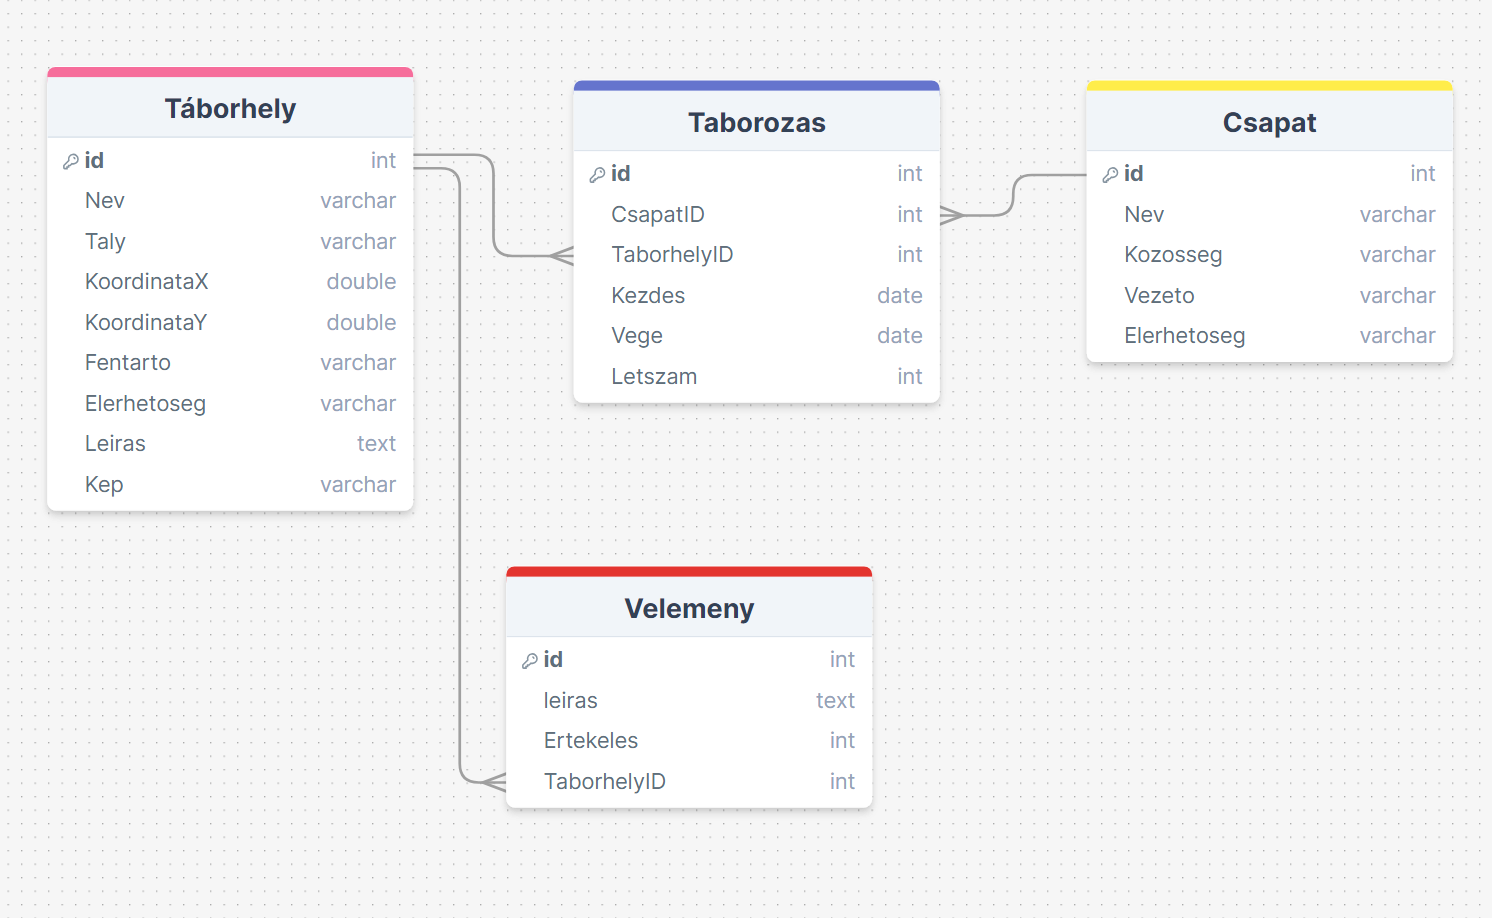 Táborhely
id int
Nev varchar
Taly varchar
KoordinataX double
KoordinataY double
Fentarto varchar
Elerhetoseg varchar
Leiras text
Kep varchar
Taborozas
id int
CsapatID int
TaborhelyID int
Kezdes date
Vege date
Letszam int
Csapat
id int
Nev varchar
Kozosseg varchar
Vezeto varchar
Elerhetoseg varchar
Velemeny
id int
leiras text
Ertekeles int
TaborhelyID int